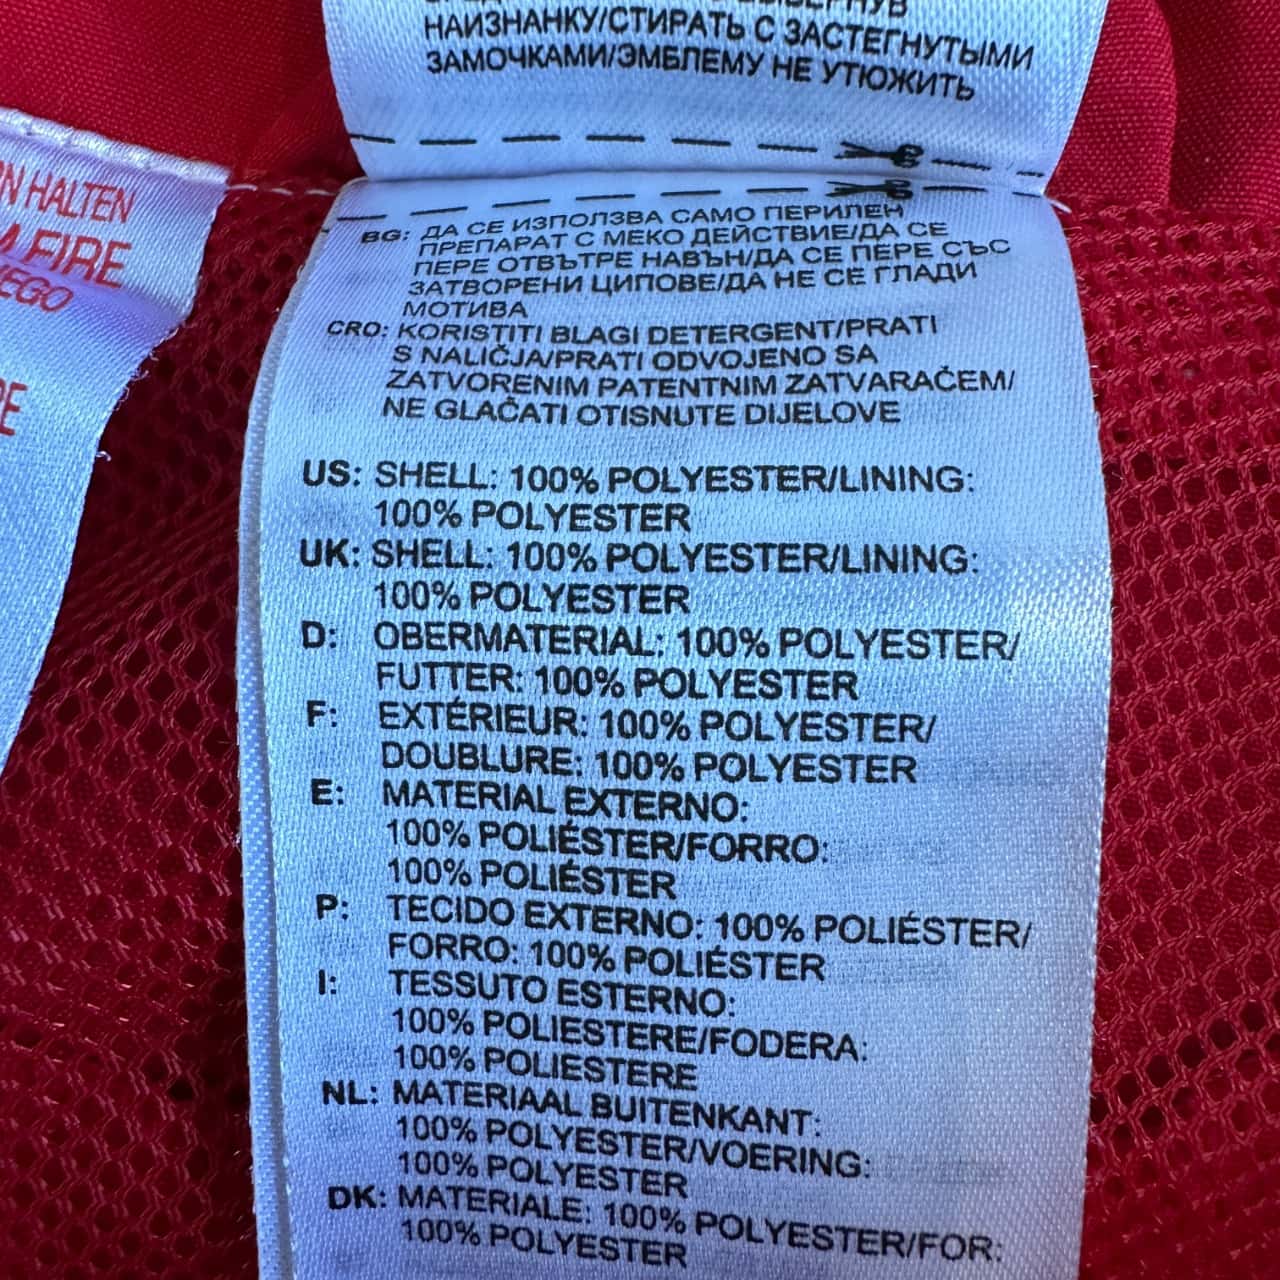 НАИЗНАНКУ/СТИРАТЬ С ЗАСТЕГНУТЫМИ
ЗАМОЧКАМИ/ЭМБЛЕМУ НЕ УТЮЖИТЬ
RN HALTEN
FIRE
BG: ДА СЕ ИЗПОЛЗВА САМО ПЕРИЛЕН
ПРЕПАРАТ С МЕКО ДЕЙСТВИЕ/ДА СЕ
ПЕРЕ ОТВЪТРЕ НАВЪН/ДА СЕ ПЕРЕ СЪС
ЗАТВОРЕНИ ЦИПОВЕ/ДА НЕ СЕ ГЛАДИ
МОТИВА
CRO: KORISTITI BLAGI DETERGENT/PRATI
S NALIČJA/PRATI ODVOJENO SA
ZATVORENIM PATENTNIM ZATVARAČEM/
NE GLAČATI OTISNUTE DIJELOVE
US: SHELL: 100% POLYESTER/LINING:
100% POLYESTER
UK: SHELL: 100% POLYESTER/LINING:
100% POLYESTER
D: OBERMATERIAL: 100% POLYESTER/
FUTTER: 100% POLYESTER
F: EXTÉRIEUR: 100% POLYESTER/
DOUBLURE: 100% POLYESTER
E: MATERIAL EXTERNO:
100% POLIÉSTER/FORRO:
100% POLIÉSTER
P: TECIDO EXTERNO: 100% POLIÉSTER/
FORRO: 100% POLIÉSTER
I: TESSUTO ESTERNO:
100% POLIESTERE/FODERA:
100% POLIESTERE
NL: MATERIAAL BUITENKANT:
100% POLYESTER/VOERING:
100% POLYESTER
DK: MATERIALE: 100% POLYESTER/FOR:
100% POLYESTER